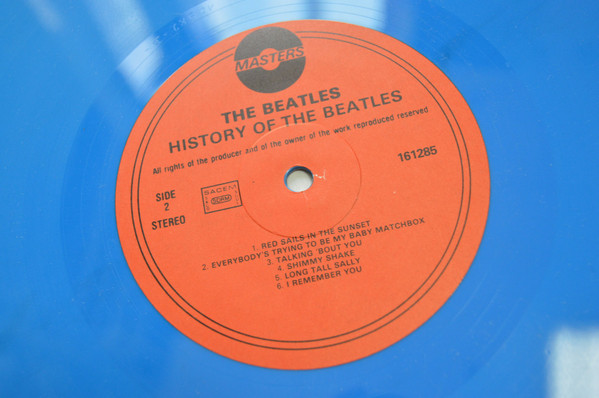 MASTERS
THE BEATLES
HISTORY OF THE BEATLES
All rights of the producer and of the owner of the work reproduced reserved
161285
SIDE
2
STEREO
SACEM
SDRM
1. RED SAILS IN THE SUNSET
2. EVERYBODY'S TRYING TO BE MY BABY MATCHBOX
3. TALKING 'BOUT YOU
4. SHIMMY SHAKE
5. LONG TALL SALLY
6. I REMEMBER YOU